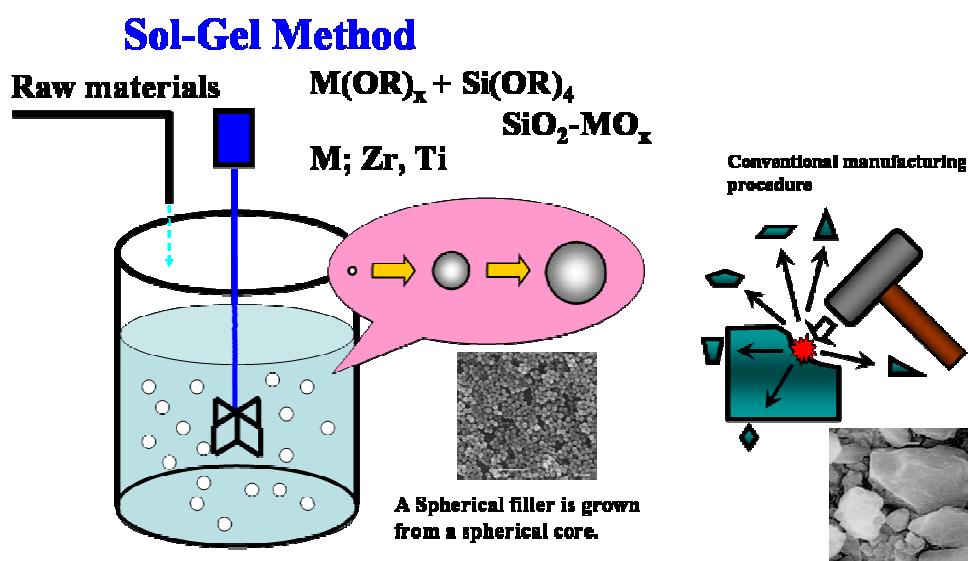 Sol-Gel Method
Raw materials
M(OR)ₓ + Si(OR)₄
SiO₂-MOₓ
M; Zr, Ti
Conventional manufacturing
procedure
A Spherical filler is grown
from a spherical core.